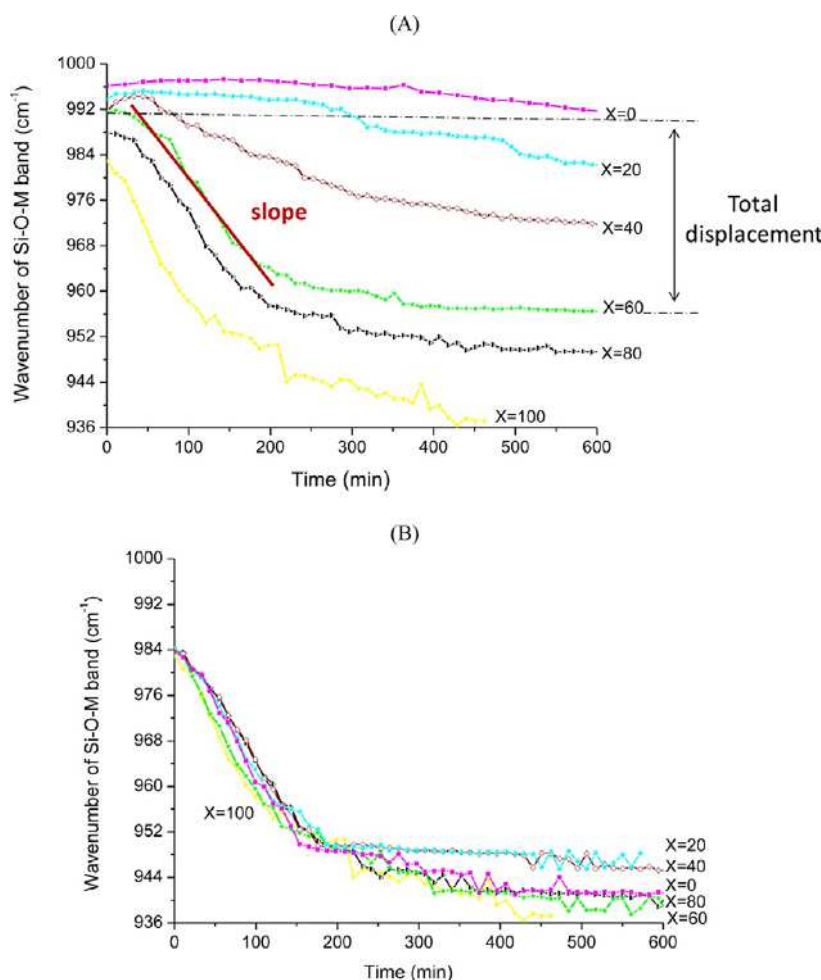 (A)
1000
992
984
976
968
960
952
944
936
Wavenumber of Si-O-M band (cm-1)
0 100 200 300 400 500 600
Time (min)
slope
X=0
X=20
X=40
X=60
X=80
X=100
Total
displacement
(B)
1000
992
984
976
968
960
952
944
936
Wavenumber of Si-O-M band (cm-1)
0 100 200 300 400 500 600
Time (min)
X=100
X=20
X=40
X=0
X=80
X=60